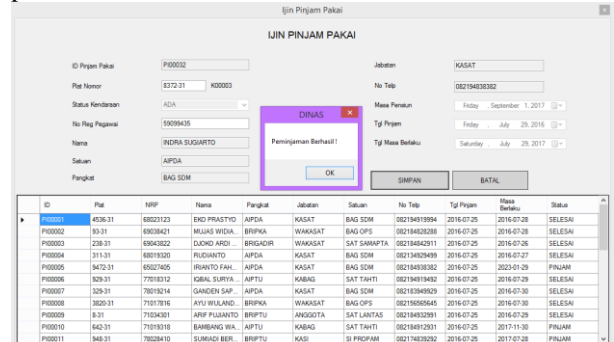 Ijin Pinjam Pakai
IJIN PINJAM PAKAI
ID Pinjam Pakai PI00032 Jabatan KASAT
Plat Nomor 8372-31 K00003 No Telp 082194838382
Status Kendaraan ADA Masa Pensiun Friday , September 1, 2017
No Reg Pegawai 59099435 Tgl Pinjam Friday , July 29, 2016
Nama INDRA SUGIARTO Tgl Masa Berlaku Saturday , July 29, 2017
Satuan AIPDA
Pangkat BAG SDM
DINAS
Peminjaman Berhasil !
OK
SIMPAN BATAL
ID Plat NRP Nama Pangkat Jabatan Satuan No Telp Tgl Pinjam Masa Berlaku Status
PI00001 4536-31 68023123 EKO PRASTYO AIPDA KASAT BAG SDM 082194919994 2016-07-25 2016-07-28 SELESAI
PI00002 93-31 69038421 MUJAS WIDIA... BRIPKA WAKASAT BAG OPS 082184828288 2016-07-25 2016-07-28 SELESAI
PI00003 238-31 69043822 DJOKO ARDI ... BRIGADIR WAKASAT SAT SAMAPTA 082184842911 2016-07-25 2016-07-26 SELESAI
PI00004 311-31 68019320 RUDIANTO AIPDA KASAT BAG SDM 082134929499 2016-07-25 2016-07-27 SELESAI
PI00005 9472-31 65027405 IRIANTO FAH... AIPDA KASAT BAG SDM 082184938382 2016-07-25 2023-01-29 PINJAM
PI00006 929-31 77018312 IQBAL SURYA... AIPTU KABAG SAT TAHTI 082194919492 2016-07-25 2016-07-29 SELESAI
PI00007 329-31 78019214 GANDEN SAP... AIPDA KASAT BAG SDM 082183949929 2016-07-25 2016-07-27 SELESAI
PI00008 3820-31 71017816 AYU WULAND... BRIPKA WAKASAT BAG OPS 082156565645 2016-07-25 2016-07-30 SELESAI
PI00009 8-31 71034301 ARIF PUJIANTO BRIPTU ANGGOTA SAT LANTAS 082184932991 2016-07-25 2016-07-29 SELESAI
PI00010 642-31 71019318 BAMBANG WA... AIPTU KABAG SAT TAHTI 082184912931 2016-07-25 2017-11-30 PINJAM
PI00011 948-31 78028410 SUMIADI BER... BRIPTU KASI SI PROPAM 082174839292 2016-07-25 2017-07-28 PINJAM